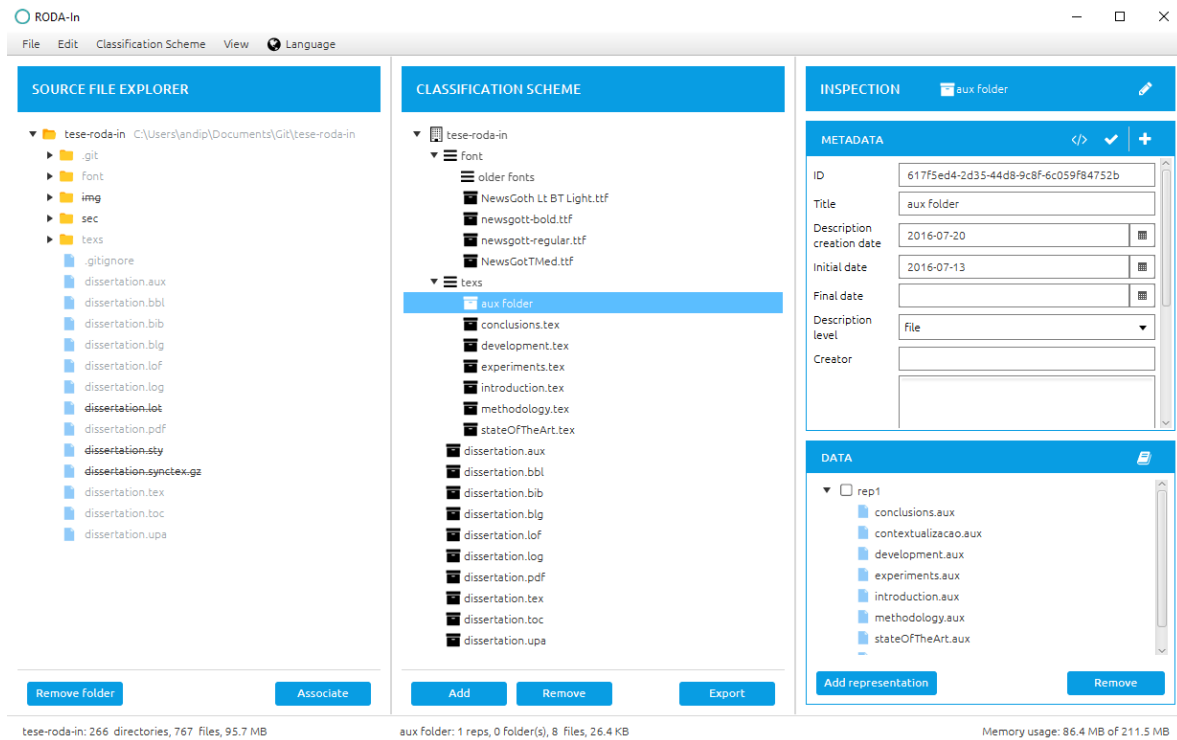 RODA-In
File Edit Classification Scheme View Language
SOURCE FILE EXPLORER
tese-roda-in C:\Users\andip\Documents\Git\tese-roda-in
.git
font
img
sec
texs
.gitignore
dissertation.aux
dissertation.bbl
dissertation.bib
dissertation.blg
dissertation.lof
dissertation.log
dissertation.lot
dissertation.pdf
dissertation.sty
dissertation.synctex.gz
dissertation.tex
dissertation.toc
dissertation.upa
Remove folder Associate
CLASSIFICATION SCHEME
tese-roda-in
font
older fonts
NewsGoth Lt BT Light.ttf
newsgott-bold.ttf
newsgott-regular.ttf
NewsGotTMed.ttf
texs
aux folder
conclusions.tex
development.tex
experiments.tex
introduction.tex
methodology.tex
stateOfTheArt.tex
dissertation.aux
dissertation.bbl
dissertation.bib
dissertation.blg
dissertation.lof
dissertation.log
dissertation.pdf
dissertation.tex
dissertation.toc
dissertation.upa
Add Remove Export
INSPECTION aux folder
METADATA </>
ID 617f5ed4-2d35-44d8-9c8f-6c059f84752b
Title aux folder
Description
creation date 2016-07-20
Initial date 2016-07-13
Final date
Description
level file
Creator
DATA
rep1
conclusions.aux
contextualizacao.aux
development.aux
experiments.aux
introduction.aux
methodology.aux
stateOfTheArt.aux
Add representation Remove
tese-roda-in: 266 directories, 767 files, 95.7 MB aux folder: 1 reps, 0 folder(s), 8 files, 26.4 KB Memory usage: 86.4 MB of 211.5 MB